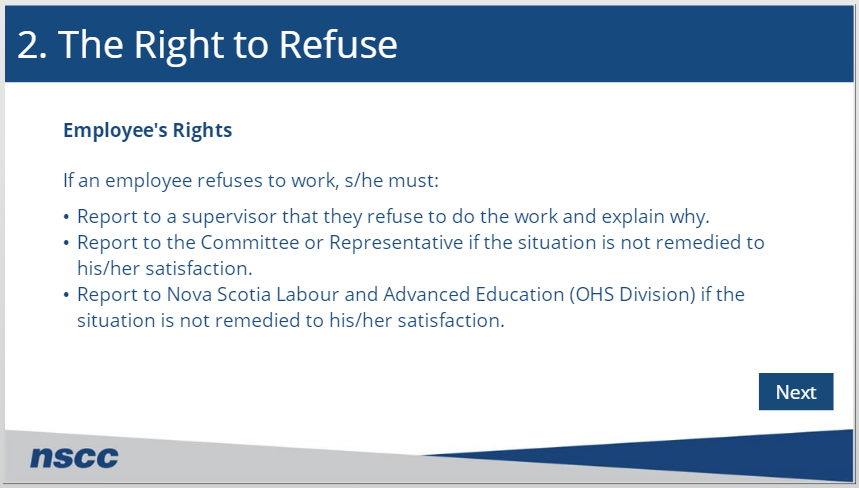 2. The Right to Refuse
Employee's Rights
If an employee refuses to work, s/he must:
• Report to a supervisor that they refuse to do the work and explain why.
• Report to the Committee or Representative if the situation is not remedied to
his/her satisfaction.
• Report to Nova Scotia Labour and Advanced Education (OHS Division) if the
situation is not remedied to his/her satisfaction.
Next
nscc